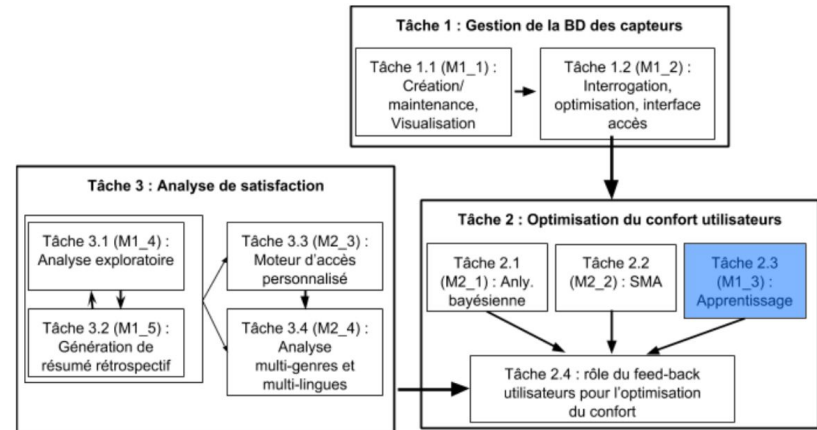 Tâche 1 : Gestion de la BD des capteurs
Tâche 1.1 (M1_1) :
Création/
maintenance,
Visualisation
Tâche 1.2 (M1_2) :
Interrogation,
optimisation, interface
accès
Tâche 3 : Analyse de satisfaction
Tâche 3.1 (M1_4) :
Analyse exploratoire
Tâche 3.2 (M1_5) :
Génération de
résumé rétrospectif
Tâche 3.3 (M2_3) :
Moteur d'accès
personnalisé
Tâche 3.4 (M2_4) :
Analyse
multi-genres et
multi-lingues
Tâche 2 : Optimisation du confort utilisateurs
Tâche 2.1
(M2_1) : Anly.
bayésienne
Tâche 2.2
(M2_2) : SMA
Tâche 2.3
(M1_3) :
Apprentissage
Tâche 2.4 : rôle du feed-back
utilisateurs pour l'optimisation
du confort